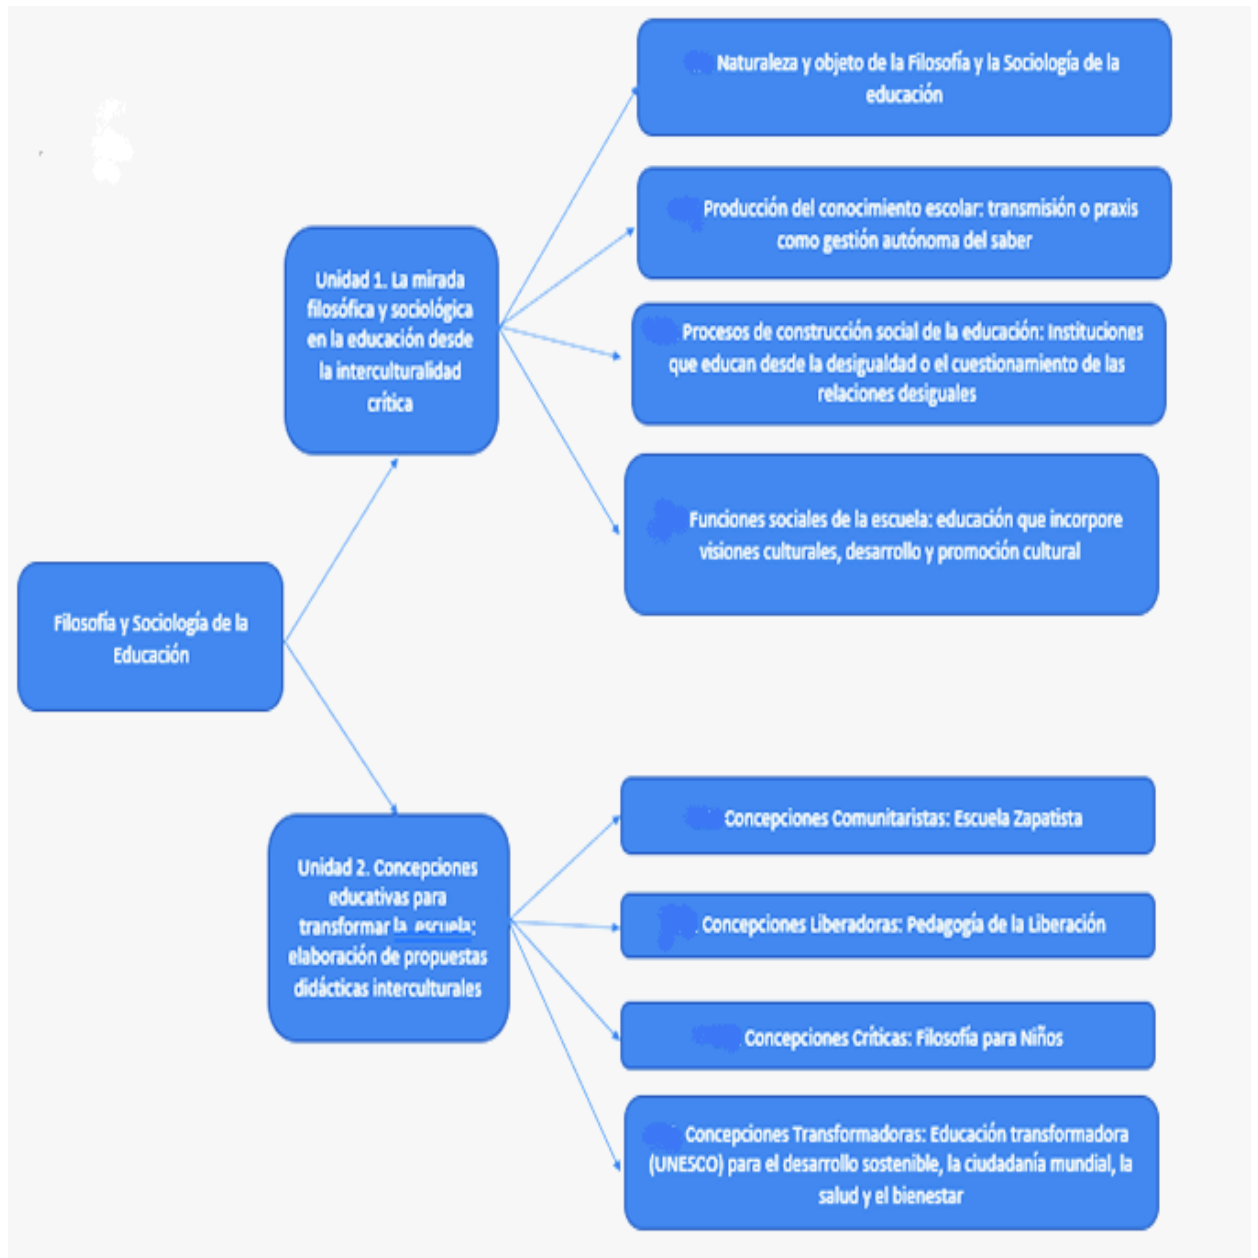 Naturaleza y objeto de la Filosofía y la Sociología de la
educación
Producción del conocimiento escolar: transmisión o praxis
como gestión autónoma del saber
Unidad 1. La mirada
filosófica y sociológica
en la educación desde
la interculturalidad
crítica
Procesos de construcción social de la educación: Instituciones
que educan desde la desigualdad o el cuestionamiento de las
relaciones desiguales
Funciones sociales de la escuela: educación que incorpore
visiones culturales, desarrollo y promoción cultural
Filosofía y Sociología de la
Educación
Unidad 2. Concepciones
educativas para
transformar la escuela:
elaboración de propuestas
didácticas interculturales
Concepciones Comunitaristas: Escuela Zapatista
Concepciones Liberadoras: Pedagogía de la Liberación
Concepciones Críticas: Filosofía para Niños
Concepciones Transformadoras: Educación transformadora
(UNESCO) para el desarrollo sostenible, la ciudadanía mundial, la
salud y el bienestar